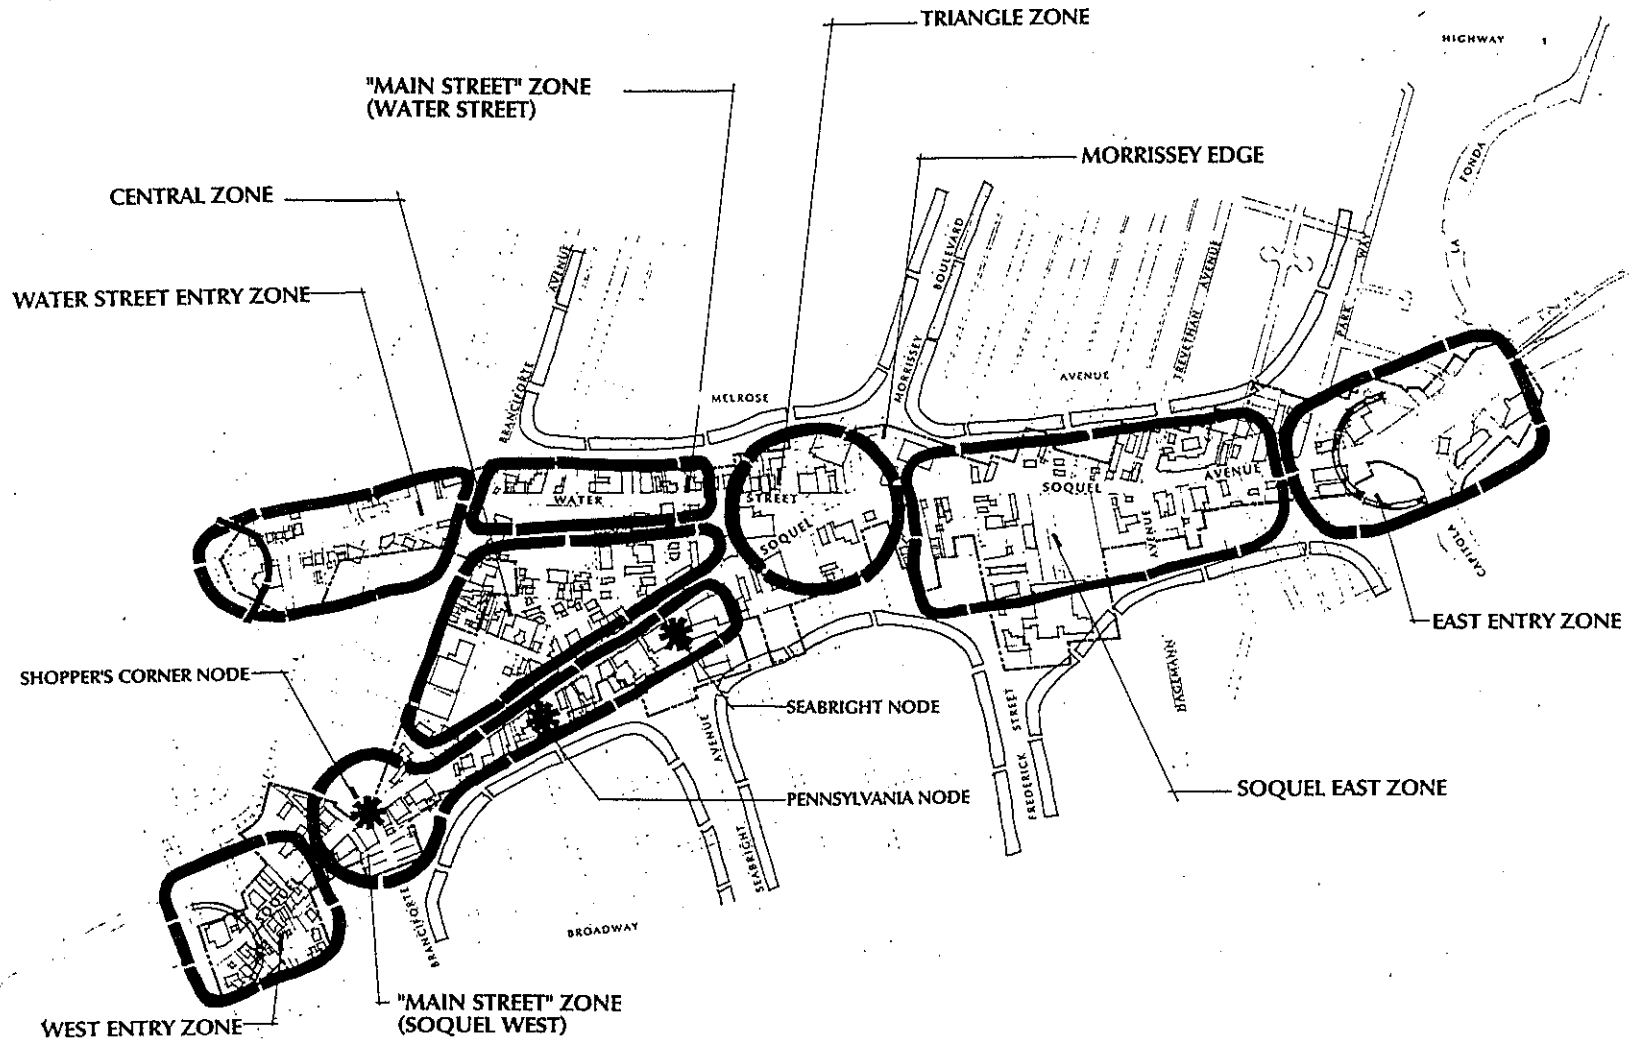 TRIANGLE ZONE
HIGHWAY 1
"MAIN STREET" ZONE
(WATER STREET)
MORRISSEY EDGE
LA FONDA
CENTRAL ZONE
WATER STREET ENTRY ZONE
BRANCIFORTE AVENUE
MORRISSEY BOULEVARD
TREVETHAN AVENUE
PARK WAY
AVENUE
MELROSE
WATER
STREET
SOQUEL
SOQUEL
AVENUE
AVENUE
CAPITOLA
EAST ENTRY ZONE
HAGEMANN
SHOPPER'S CORNER NODE
SEABRIGHT NODE
SEABRIGHT AVENUE
FREDERICK STREET
PENNSYLVANIA NODE
SOQUEL EAST ZONE
SOQUEL
BRANCIFORTE
BROADWAY
"MAIN STREET" ZONE
(SOQUEL WEST)
WEST ENTRY ZONE